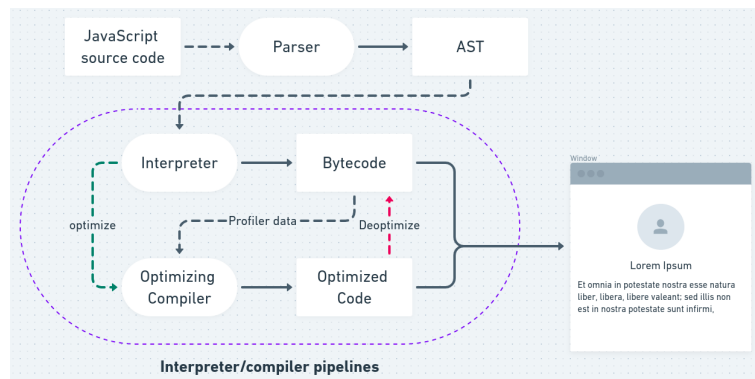 JavaScript
source code
Parser
AST
Interpreter
Bytecode
optimize
Profiler data
Deoptimize
Optimizing
Compiler
Optimized
Code
Interpreter/compiler pipelines
Window
Lorem Ipsum
Et omnia in potestate nostra esse natura
liber, libera, libere valeant; sed illis non
est in nostra potestate sunt infirmi,